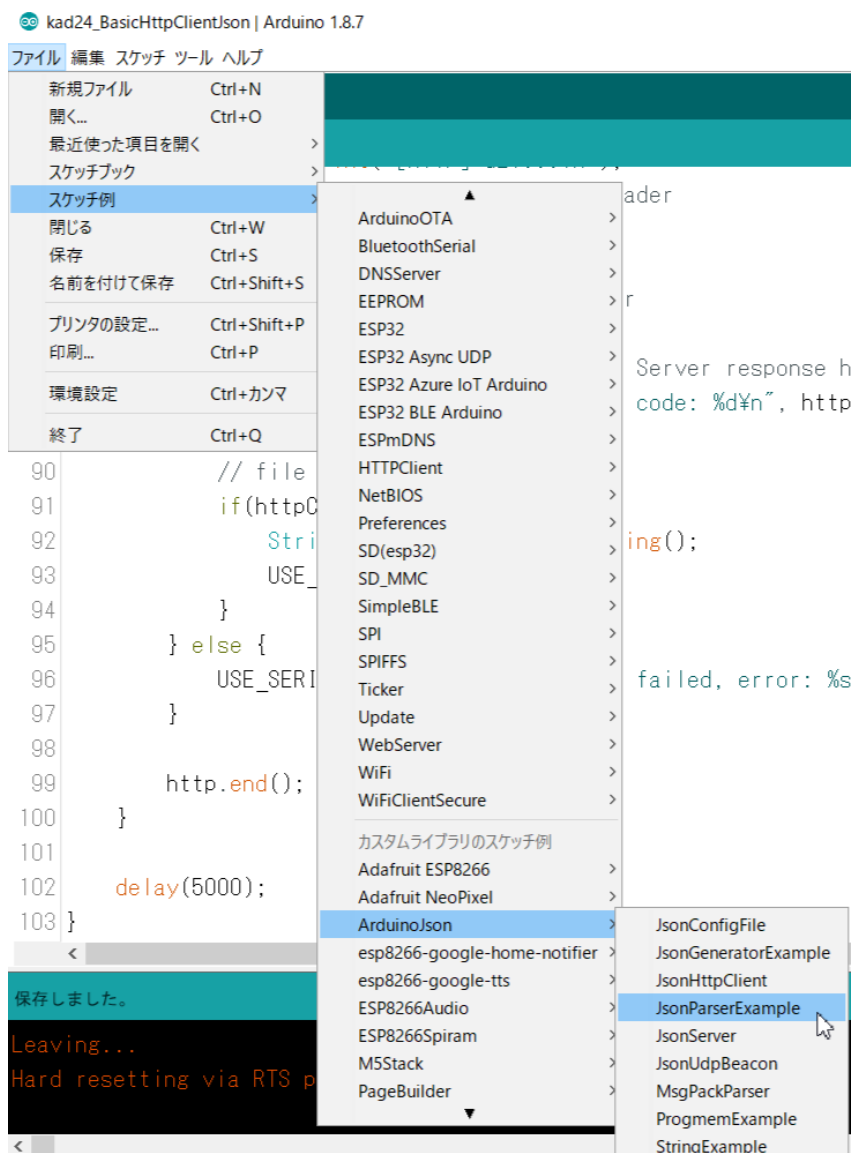 kad24_BasicHttpClientJson | Arduino 1.8.7
ファイル 編集 スケッチ ツール ヘルプ
新規ファイル Ctrl+N
開く... Ctrl+O
最近使った項目を開く >
スケッチブック >
スケッチ例 >
閉じる Ctrl+W
保存 Ctrl+S
名前を付けて保存 Ctrl+Shift+S
プリンタの設定... Ctrl+Shift+P
印刷... Ctrl+P
環境設定 Ctrl+カンマ
終了 Ctrl+Q
▲
ArduinoOTA >
BluetoothSerial >
DNSServer >
EEPROM >
ESP32 >
ESP32 Async UDP >
ESP32 Azure IoT Arduino >
ESP32 BLE Arduino >
ESPmDNS >
HTTPClient >
NetBIOS >
Preferences >
SD(esp32) >
SD_MMC >
SimpleBLE >
SPI >
SPIFFS >
Ticker >
Update >
WebServer >
WiFi >
WiFiClientSecure >
カスタムライブラリのスケッチ例
Adafruit ESP8266 >
Adafruit NeoPixel >
ArduinoJson >
esp8266-google-home-notifier >
esp8266-google-tts >
ESP8266Audio >
ESP8266Spiram >
M5Stack >
PageBuilder >
▼
JsonConfigFile
JsonGeneratorExample
JsonHttpClient
JsonParserExample
JsonServer
JsonUdpBeacon
MsgPackParser
ProgmemExample
StringExample
ader
r
Server response h
code: %d¥n", http
90 // file
91 if(httpC
92 Stri ing();
93 USE_
94 }
95 } else {
96 USE_SERI failed, error: %s
97 }
98
99 http.end();
100 }
101
102 delay(5000);
103 }
保存しました。
Leaving...
Hard resetting via RTS p